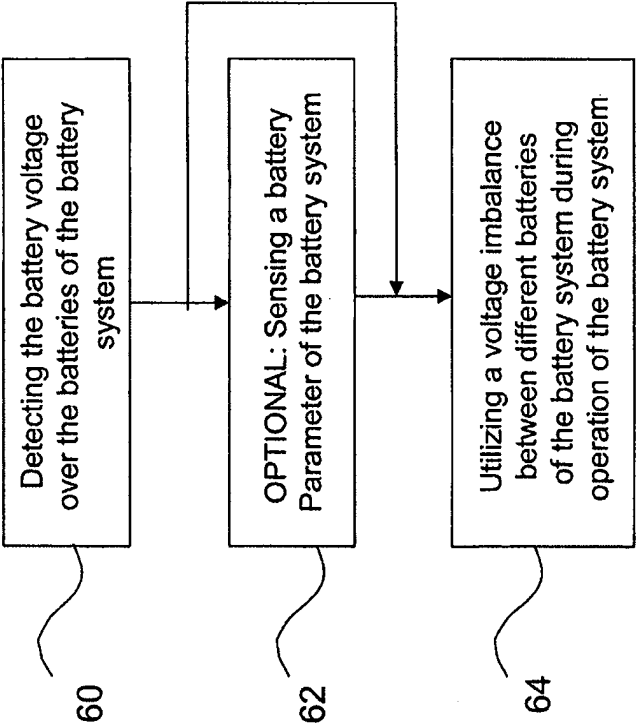 Detecting the battery voltage
over the batteries of the battery
system
60
OPTIONAL: Sensing a battery
Parameter of the battery system
62
Utilizing a voltage imbalance
between different batteries
of the battery system during
operation of the battery system
64